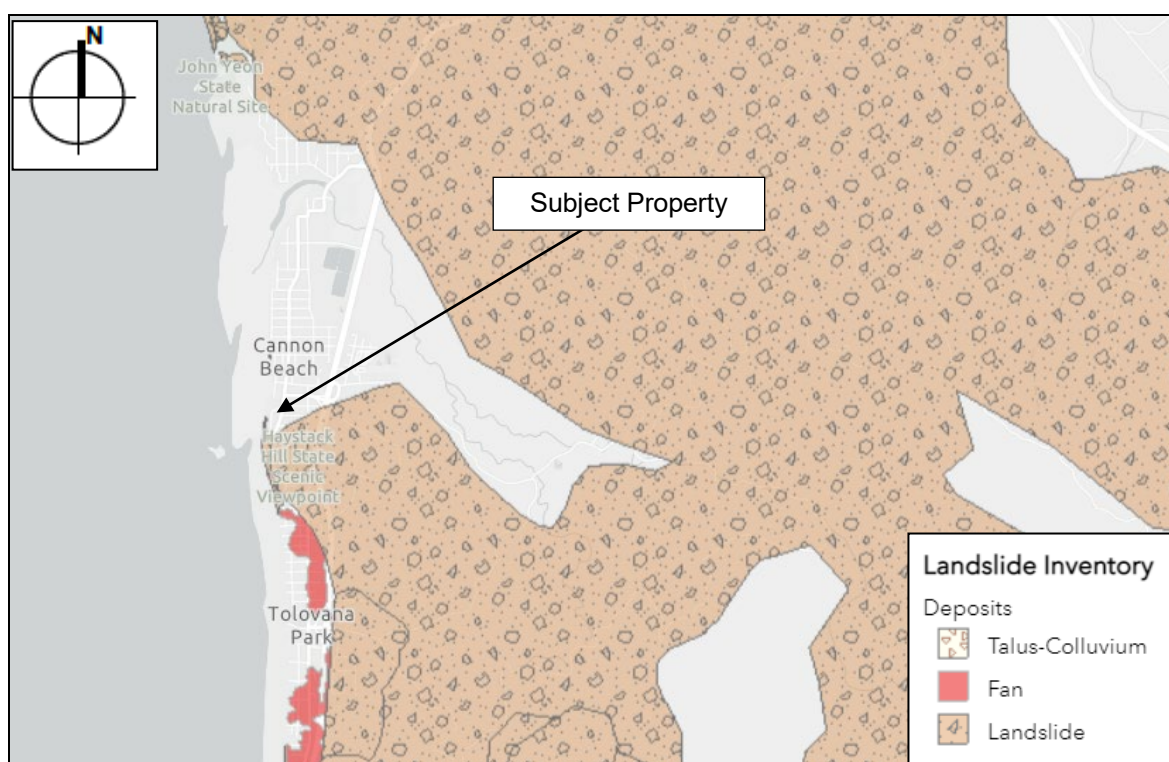 N
John Yeon
State
Natural Site
Subject Property
Cannon
Beach
Haystack
Hill State
Scenic
Viewpoint
Tolovana
Park
Landslide Inventory
Deposits
Talus-Colluvium
Fan
Landslide